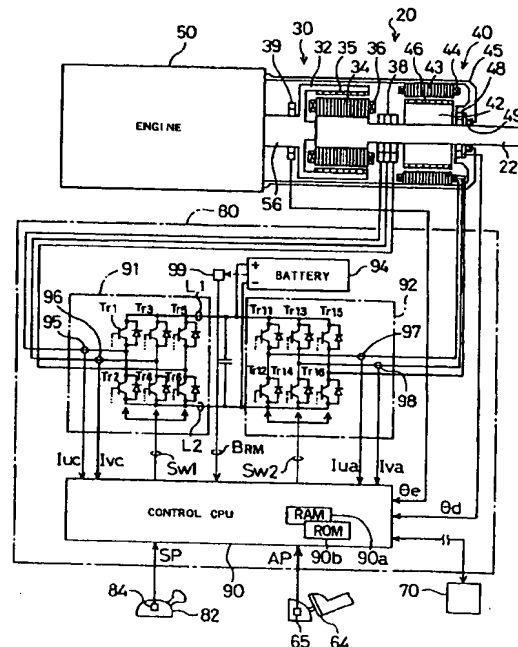 20
30
40
50
39
32
35
36
46
44
45
34
38
43
48
42
49
ENGINE
56
22
80
91
99
+
-
BATTERY
94
92
L1
96
Tr1
Tr3
Tr5
Tr11
Tr13
Tr15
97
95
Tr2
Tr4
Tr6
Tr12
Tr14
Tr16
98
L2
Iuc
Ivc
SW1
BRM
SW2
Iua
Iva
θe
θd
CONTROL CPU
RAM
ROM
SP
90
AP
90b
90a
84
82
65
64
70